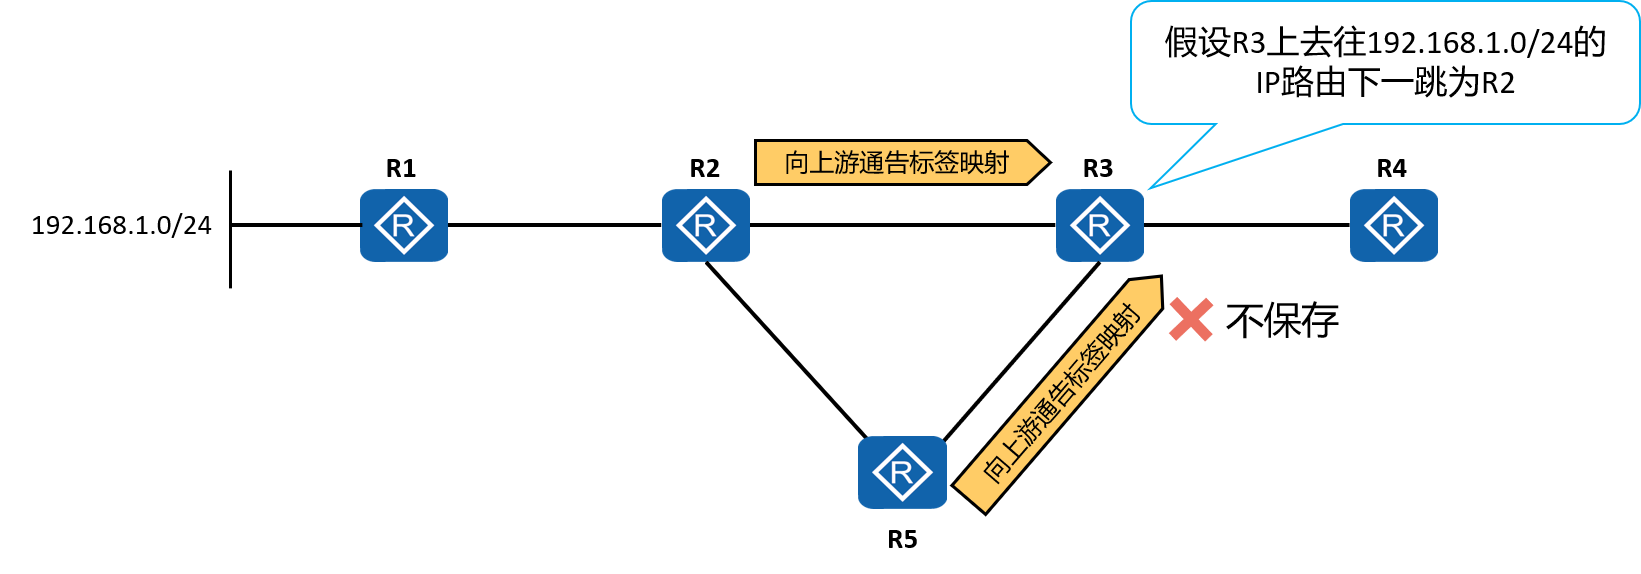 假设R3上去往192.168.1.0/24的
IP路由下一跳为R2
R1
R2
向上游通告标签映射
R3
R4
192.168.1.0/24
R
R
R
R
向上游通告标签映射
不保存
R
R5